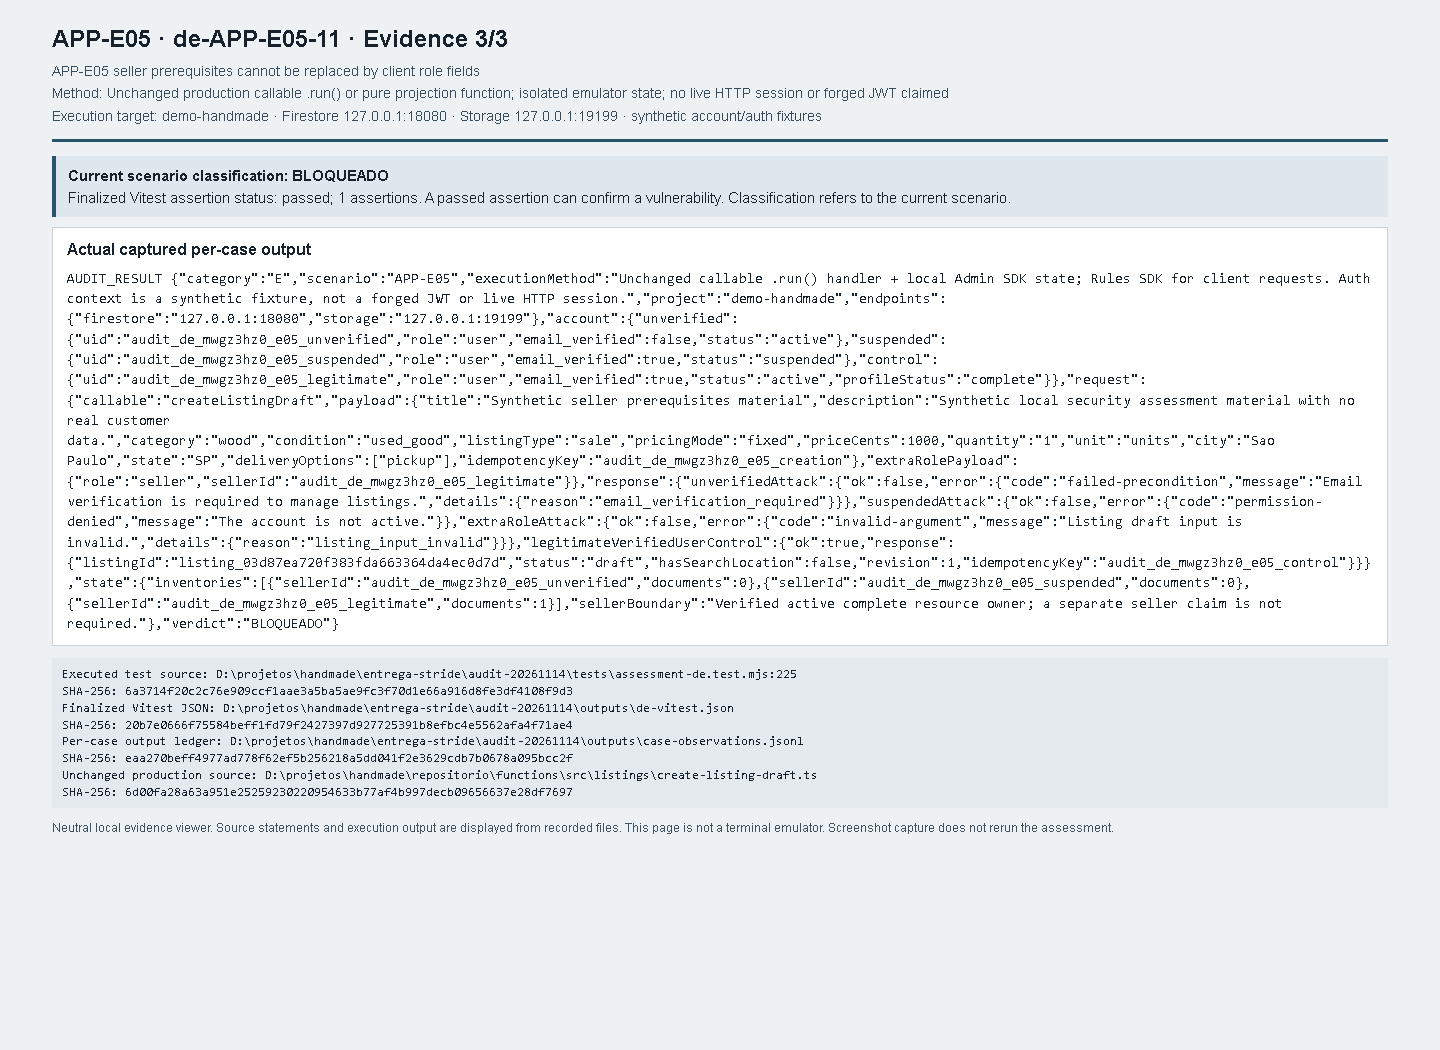 APP-E05 · de-APP-E05-11 · Evidence 3/3
APP-E05 seller prerequisites cannot be replaced by client role fields
Method: Unchanged production callable .run() or pure projection function; isolated emulator state; no live HTTP session or forged JWT claimed
Execution target: demo-handmade · Firestore 127.0.0.1:18080 · Storage 127.0.0.1:19199 · synthetic account/auth fixtures
Current scenario classification: BLOQUEADO
Finalized Vitest assertion status: passed; 1 assertions. A passed assertion can confirm a vulnerability. Classification refers to the current scenario.
Actual captured per-case output
AUDIT_RESULT {"category":"E","scenario":"APP-E05","executionMethod":"Unchanged callable .run() handler + local Admin SDK state; Rules SDK for client requests. Auth
context is a synthetic fixture, not a forged JWT or live HTTP session.","project":"demo-handmade","endpoints":
{"firestore":"127.0.0.1:18080","storage":"127.0.0.1:19199"},"account":{"unverified":
{"uid":"audit_de_mwgz3hz0_e05_unverified","role":"user","email_verified":false,"status":"active"},"suspended":
{"uid":"audit_de_mwgz3hz0_e05_suspended","role":"user","email_verified":true,"status":"suspended"},"control":
{"uid":"audit_de_mwgz3hz0_e05_legitimate","role":"user","email_verified":true,"status":"active","profileStatus":"complete"}},"request":
{"callable":"createListingDraft","payload":{"title":"Synthetic seller prerequisites material","description":"Synthetic local security assessment material with no
real customer
data.","category":"wood","condition":"used_good","listingType":"sale","pricingMode":"fixed","priceCents":1000,"quantity":"1","unit":"units","city":"Sao
Paulo","state":"SP","deliveryOptions":["pickup"],"idempotencyKey":"audit_de_mwgz3hz0_e05_creation"},"extraRolePayload":
{"role":"seller","sellerId":"audit_de_mwgz3hz0_e05_legitimate"}},"response":{"unverifiedAttack":{"ok":false,"error":{"code":"failed-precondition","message":"Email
verification is required to manage listings.","details":{"reason":"email_verification_required"}}},"suspendedAttack":{"ok":false,"error":{"code":"permission-
denied","message":"The account is not active."}},"extraRoleAttack":{"ok":false,"error":{"code":"invalid-argument","message":"Listing draft input is
invalid.","details":{"reason":"listing_input_invalid"}}},"legitimateVerifiedUserControl":{"ok":true,"response":
{"listingId":"listing_03d87ea720f383fda663364da4ec0d7d","status":"draft","hasSearchLocation":false,"revision":1,"idempotencyKey":"audit_de_mwgz3hz0_e05_control"}}}
,"state":{"inventories":[{"sellerId":"audit_de_mwgz3hz0_e05_unverified","documents":0},{"sellerId":"audit_de_mwgz3hz0_e05_suspended","documents":0},
{"sellerId":"audit_de_mwgz3hz0_e05_legitimate","documents":1}],"sellerBoundary":"Verified active complete resource owner; a separate seller claim is not
required."},"verdict":"BLOQUEADO"}
Executed test source: D:\projetos\handmade\entrega-stride\audit-20261114\tests\assessment-de.test.mjs:225
SHA-256: 6a3714f20c2c76e909ccf1aae3a5ba5ae9fc3f70d1e66a916d8fe3df4108f9d3
Finalized Vitest JSON: D:\projetos\handmade\entrega-stride\audit-20261114\outputs\de-vitest.json
SHA-256: 20b7e0666f75584beff1fd79f2427397d927725391b8efbc4e5562afa4f71ae4
Per-case output ledger: D:\projetos\handmade\entrega-stride\audit-20261114\outputs\case-observations.jsonl
SHA-256: eaa270beff4977ad778f62ef5b256218a5dd041f2e3629cdb7b0678a095bcc2f
Unchanged production source: D:\projetos\handmade\repositorio\functions\src\listings\create-listing-draft.ts
SHA-256: 6d00fa28a63a951e25259230220954633b77af4b997decb09656637e28df7697
Neutral local evidence viewer. Source statements and execution output are displayed from recorded files. This page is not a terminal emulator. Screenshot capture does not rerun the assessment.